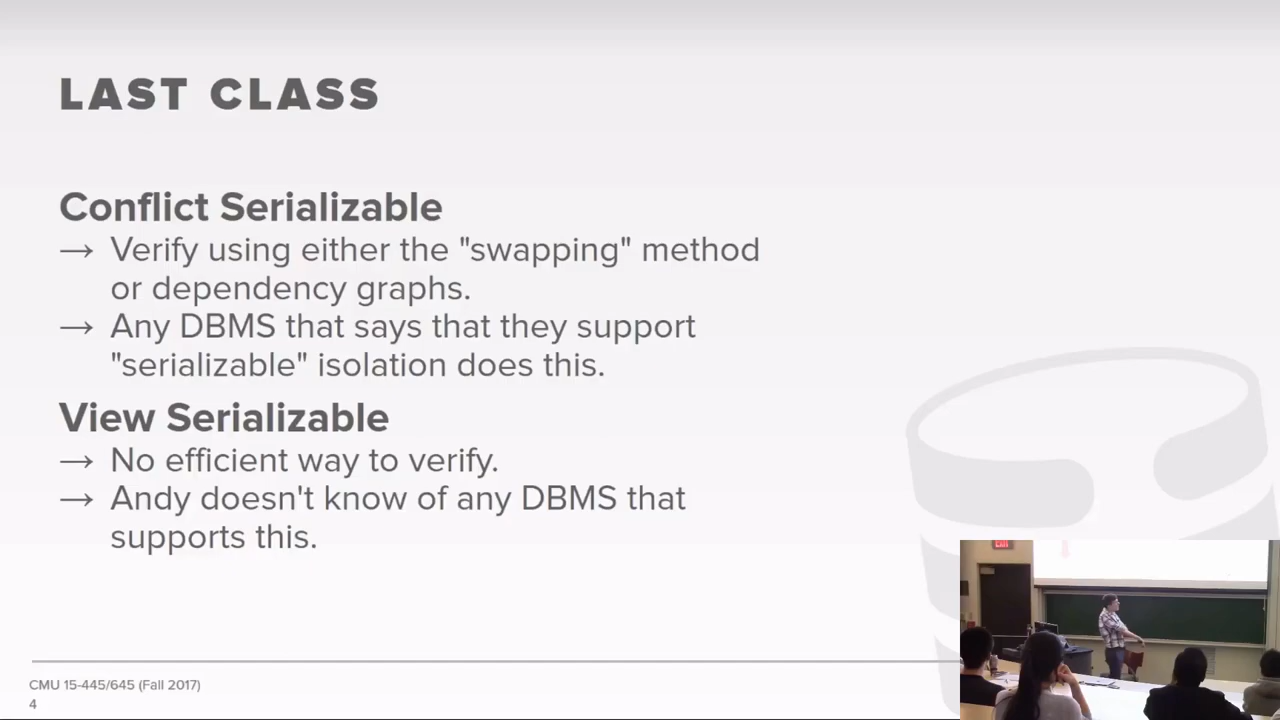 LAST CLASS
Conflict Serializable
→ Verify using either the "swapping" method
or dependency graphs.
→ Any DBMS that says that they support
"serializable" isolation does this.
View Serializable
→ No efficient way to verify.
→ Andy doesn't know of any DBMS that
supports this.
CMU 15-445/645 (Fall 2017)
4
EXIT